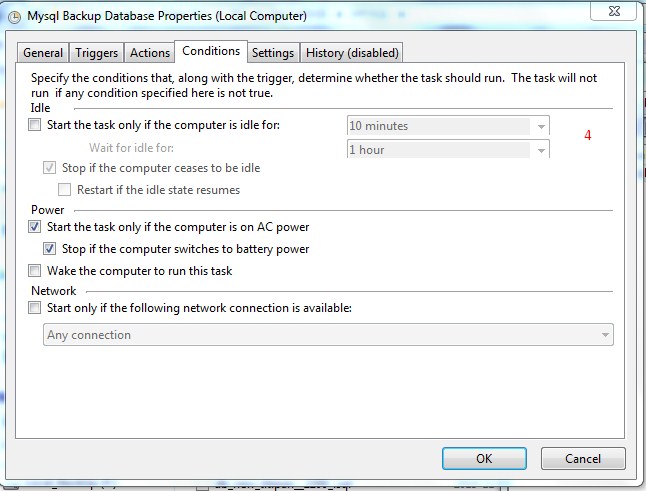 Mysql Backup Database Properties (Local Computer)
General Triggers Actions Conditions Settings History (disabled)
Specify the conditions that, along with the trigger, determine whether the task should run. The task will not
run if any condition specified here is not true.
Idle
Start the task only if the computer is idle for: 10 minutes
4
Wait for idle for: 1 hour
Stop if the computer ceases to be idle
Restart if the idle state resumes
Power
Start the task only if the computer is on AC power
Stop if the computer switches to battery power
Wake the computer to run this task
Network
Start only if the following network connection is available:
Any connection
OK Cancel